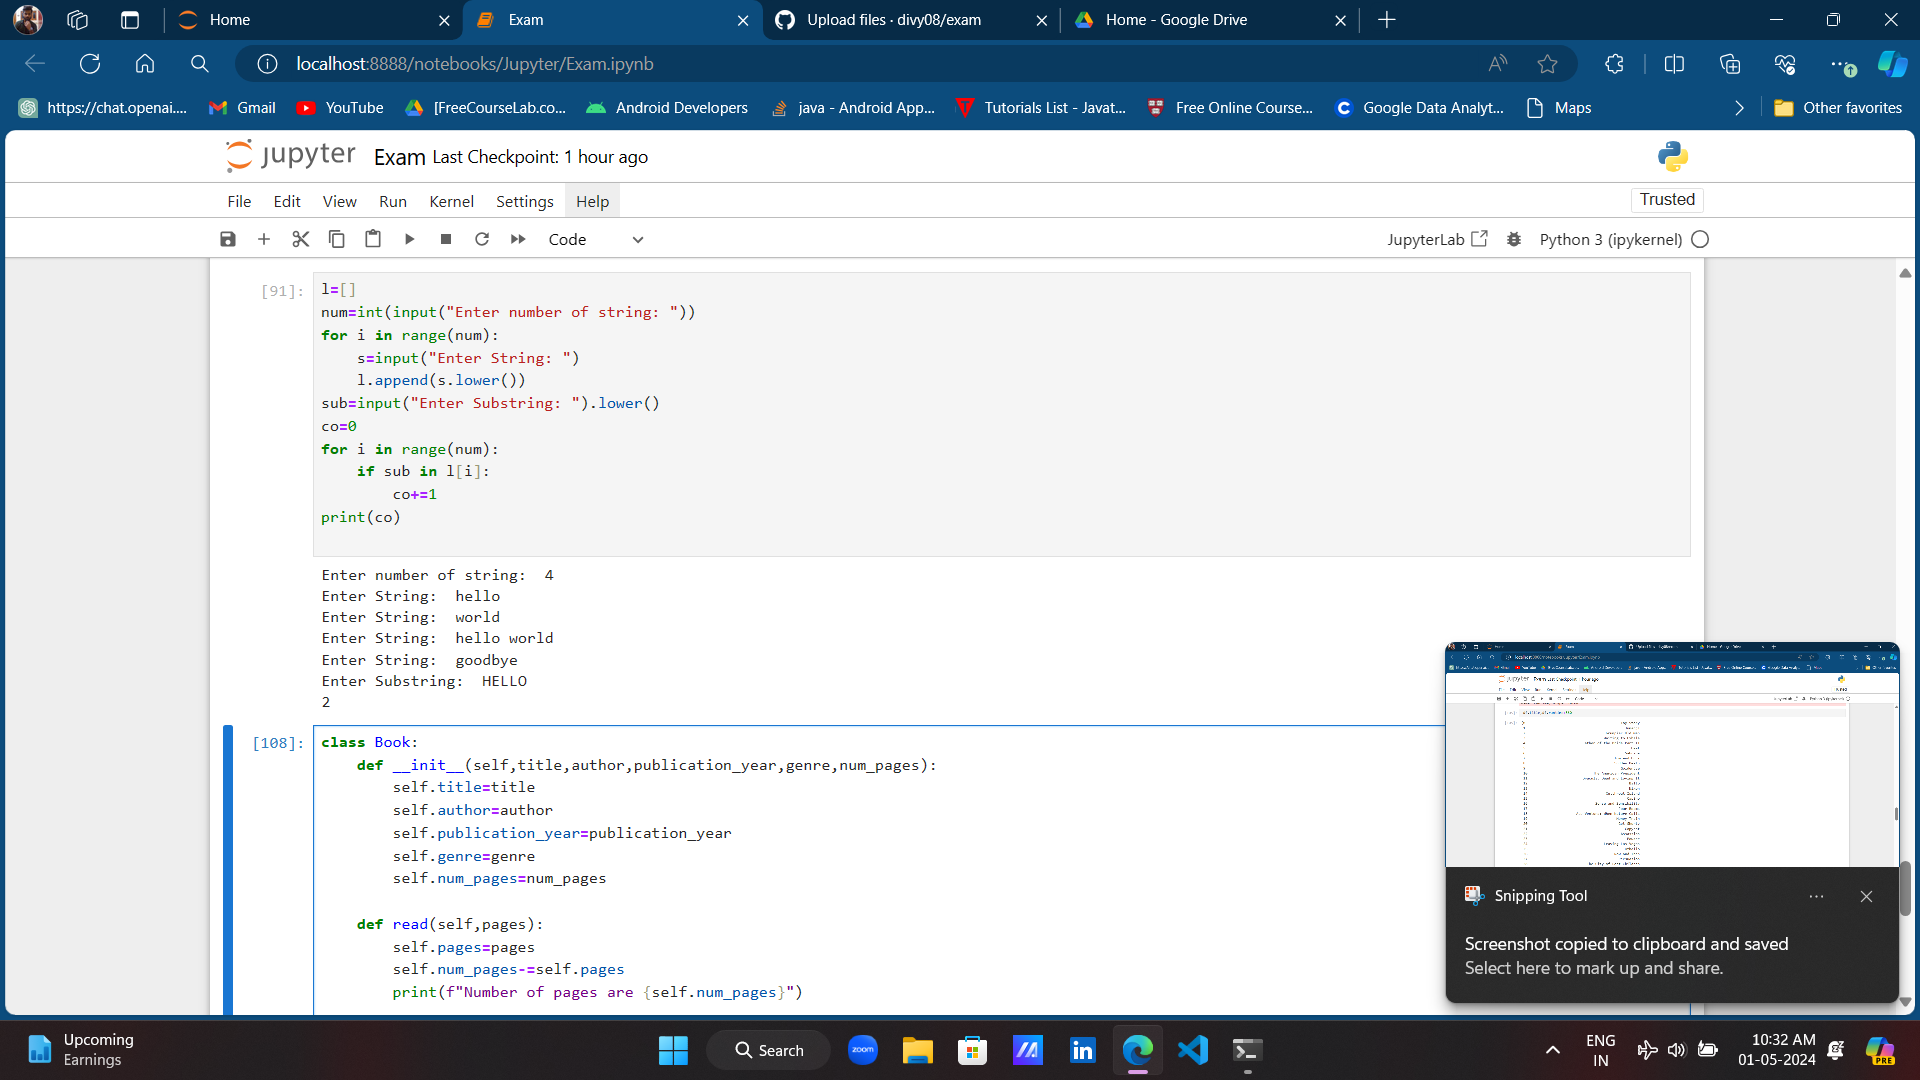 Home
Exam
Upload files · divy08/exam
Home - Google Drive
localhost:8888/notebooks/Jupyter/Exam.ipynb
https://chat.openai....
Gmail
YouTube
[FreeCourseLab.co...
Android Developers
java - Android App...
Tutorials List - Javat...
Free Online Course...
Google Data Analyt...
Maps
Other favorites
jupyter Exam Last Checkpoint: 1 hour ago
File Edit View Run Kernel Settings Help
Trusted
Code
JupyterLab
Python 3 (ipykernel)
[91]:
l=[]
num=int(input("Enter number of string: "))
for i in range(num):
    s=input("Enter String: ")
    l.append(s.lower())
sub=input("Enter Substring: ").lower()
co=0
for i in range(num):
    if sub in l[i]:
        co+=1
print(co)
Enter number of string:  4
Enter String:  hello
Enter String:  world
Enter String:  hello world
Enter String:  goodbye
Enter Substring:  HELLO
2
[108]:
class Book:
    def __init__(self,title,author,publication_year,genre,num_pages):
        self.title=title
        self.author=author
        self.publication_year=publication_year
        self.genre=genre
        self.num_pages=num_pages
    def read(self,pages):
        self.pages=pages
        self.num_pages-=self.pages
        print(f"Number of pages are {self.num_pages}")
Snipping Tool
Screenshot copied to clipboard and saved
Select here to mark up and share.
Upcoming
Earnings
Search
zoom
ENG
IN
10:32 AM
01-05-2024
PRE